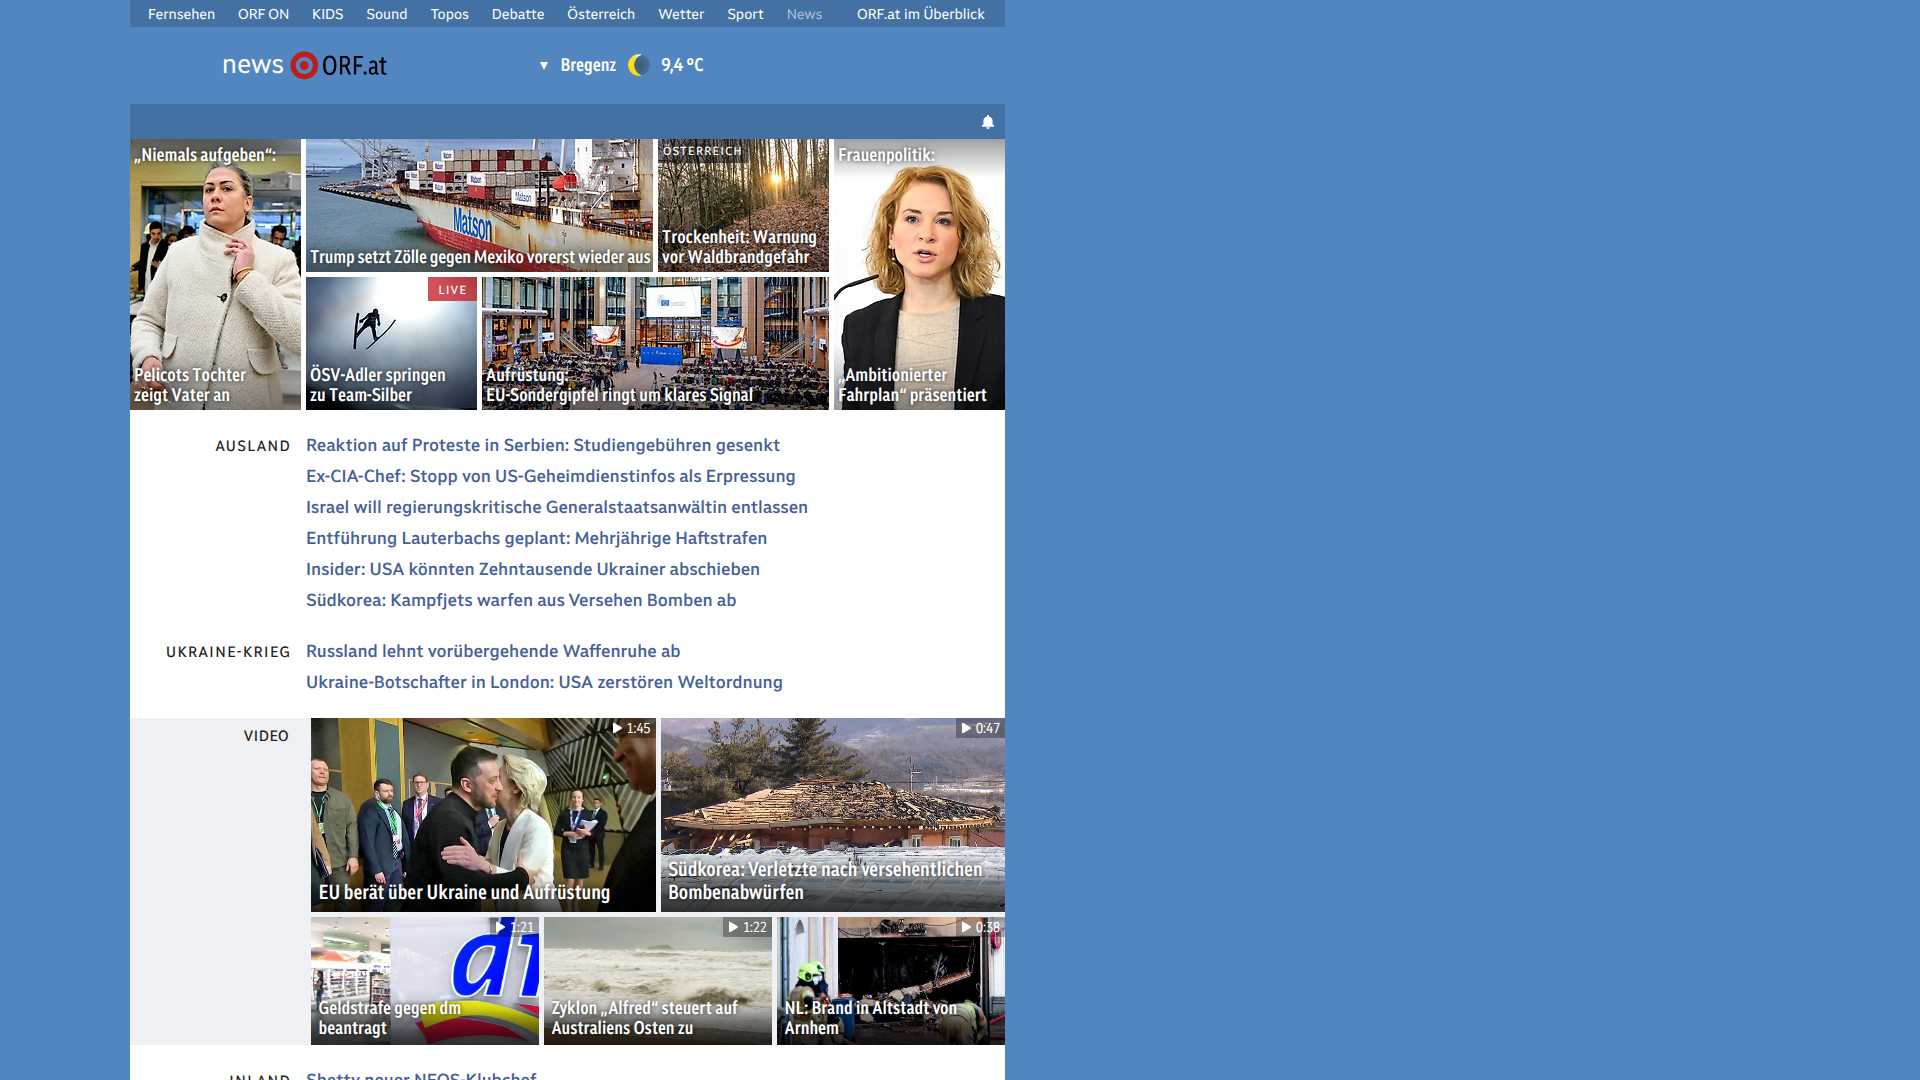 Fernsehen ORF ON KIDS Sound Topos Debatte Österreich Wetter Sport News ORF.at im Überblick
news ORF.at
Bregenz 9,4 °C
„Niemals aufgeben“:
Pelicots Tochter
zeigt Vater an
Matson
Trump setzt Zölle gegen Mexiko vorerst wieder aus
ÖSTERREICH
Trockenheit: Warnung
vor Waldbrandgefahr
Frauenpolitik:
„Ambitionierter
Fahrplan“ präsentiert
LIVE
ÖSV-Adler springen
zu Team-Silber
Aufrüstung:
EU-Sondergipfel ringt um klares Signal
AUSLAND
Reaktion auf Proteste in Serbien: Studiengebühren gesenkt
Ex-CIA-Chef: Stopp von US-Geheimdienstinfos als Erpressung
Israel will regierungskritische Generalstaatsanwältin entlassen
Entführung Lauterbachs geplant: Mehrjährige Haftstrafen
Insider: USA könnten Zehntausende Ukrainer abschieben
Südkorea: Kampfjets warfen aus Versehen Bomben ab
UKRAINE-KRIEG
Russland lehnt vorübergehende Waffenruhe ab
Ukraine-Botschafter in London: USA zerstören Weltordnung
VIDEO
1:45
EU berät über Ukraine und Aufrüstung
0:47
Südkorea: Verletzte nach versehentlichen
Bombenabwürfen
1:21
Geldstrafe gegen dm
beantragt
1:22
Zyklon „Alfred“ steuert auf
Australiens Osten zu
0:38
NL: Brand in Altstadt von
Arnhem
INLAND
Shetty neuer NEOS-Klubchef